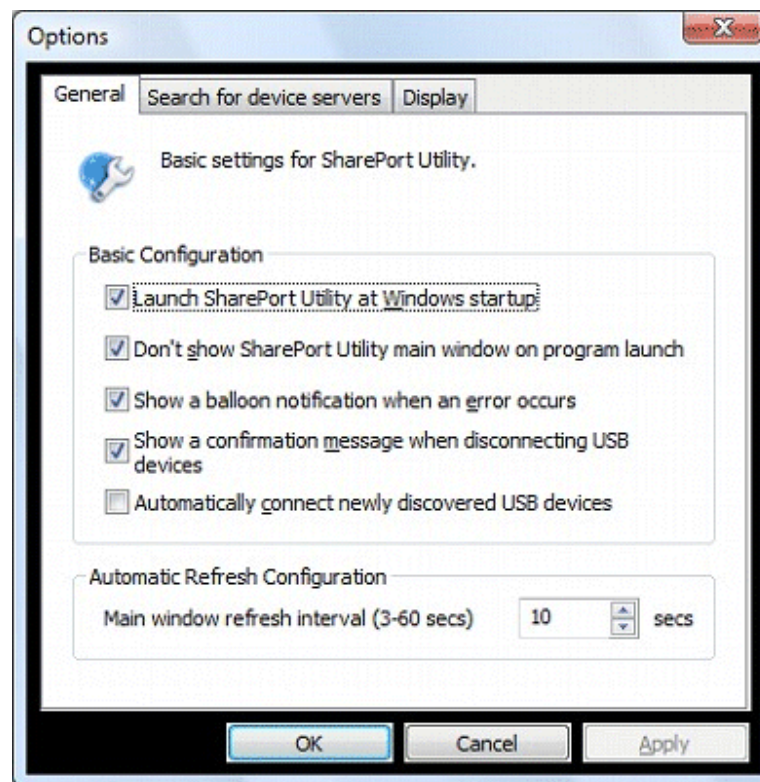 Options
General
Search for device servers
Display
Basic settings for SharePort Utility.
Basic Configuration
Launch SharePort Utility at Windows startup
Don't show SharePort Utility main window on program launch
Show a balloon notification when an error occurs
Show a confirmation message when disconnecting USB
devices
Automatically connect newly discovered USB devices
Automatic Refresh Configuration
Main window refresh interval (3-60 secs) 10 secs
OK Cancel Apply